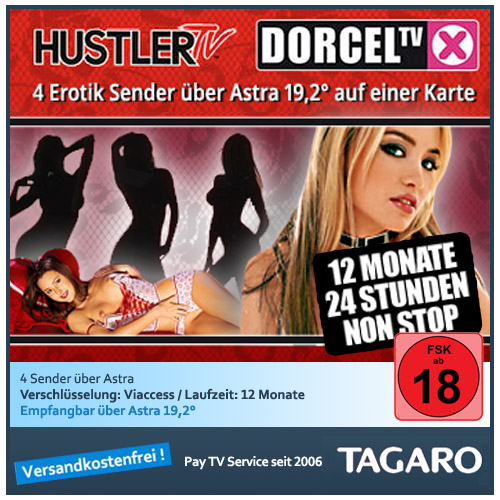 HUSTLER TV
DORCEL TV X
4 Erotik Sender über Astra 19,2° auf einer Karte
12 MONATE
24 STUNDEN
NON STOP
FSK
ab
18
4 Sender über Astra
Verschlüsselung: Viaccess / Laufzeit: 12 Monate
Empfangbar über Astra 19,2°
Versandkostenfrei !
Pay TV Service seit 2006
TAGARO